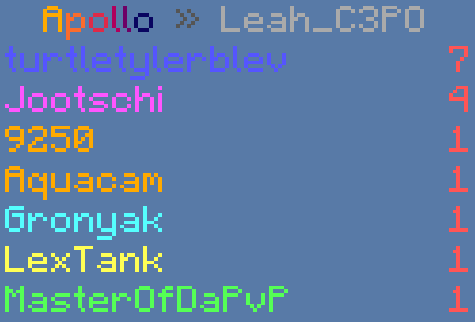 Apollo » Leah_C3PO
turtletylerblev 7
Jootschi 4
9250 1
Aquacam 1
Gronyak 1
LexTank 1
MasterOfDaPvP 1